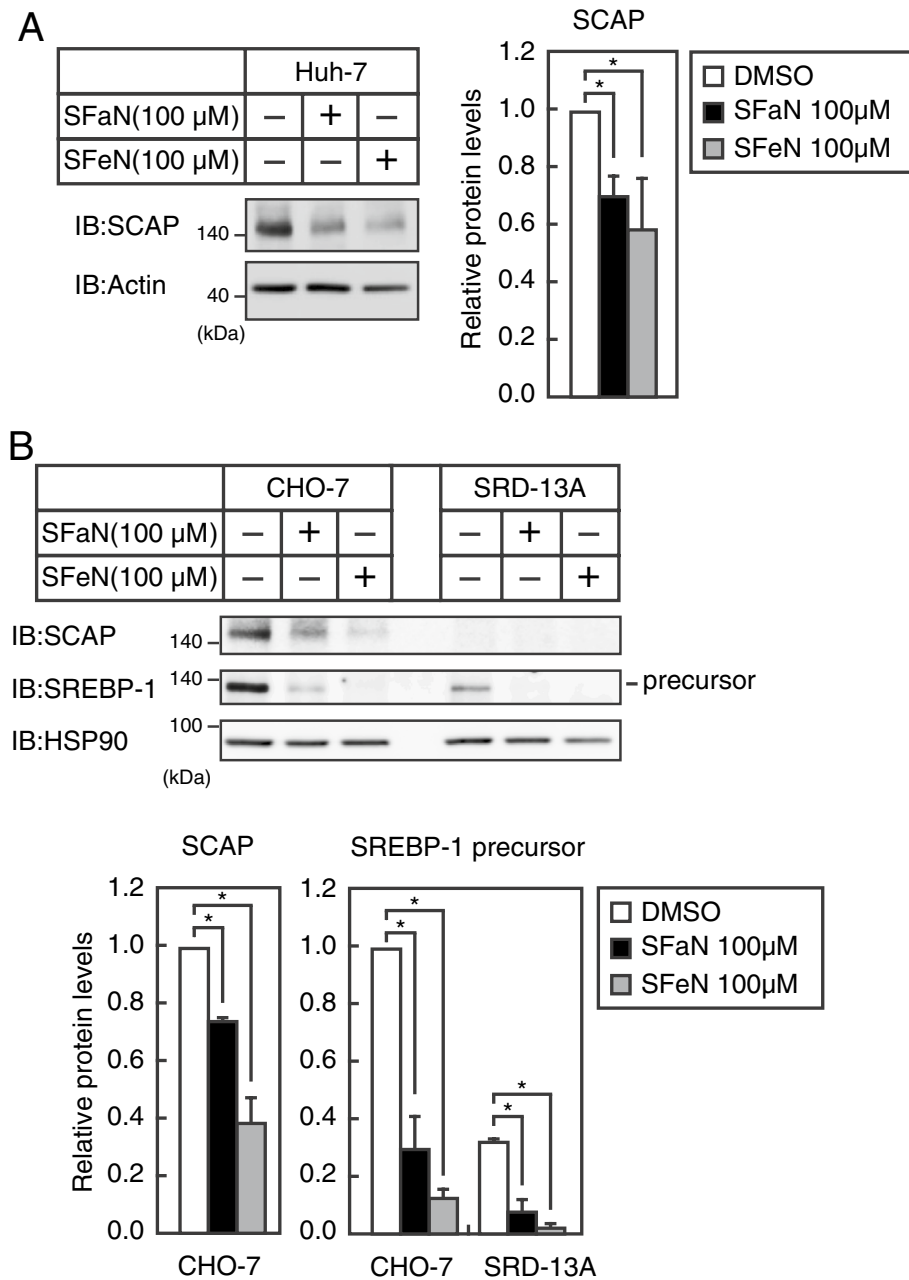 A
Huh-7
SFaN(100 µM) − + −
SFeN(100 µM) − − +
IB:SCAP 140
IB:Actin 40
(kDa)
SCAP
Relative protein levels
1.2
1.0
0.8
0.6
0.4
0.2
0.0
* 
*
DMSO
SFaN 100µM
SFeN 100µM
B
CHO-7 SRD-13A
SFaN(100 µM) − + − − + −
SFeN(100 µM) − − + − − +
IB:SCAP 140
IB:SREBP-1 140 precursor
IB:HSP90 100
(kDa)
SCAP
Relative protein levels
1.2
1.0
0.8
0.6
0.4
0.2
0.0
*
*
CHO-7
SREBP-1 precursor
1.2
1.0
0.8
0.6
0.4
0.2
0.0
*
*
*
*
CHO-7 SRD-13A
DMSO
SFaN 100µM
SFeN 100µM